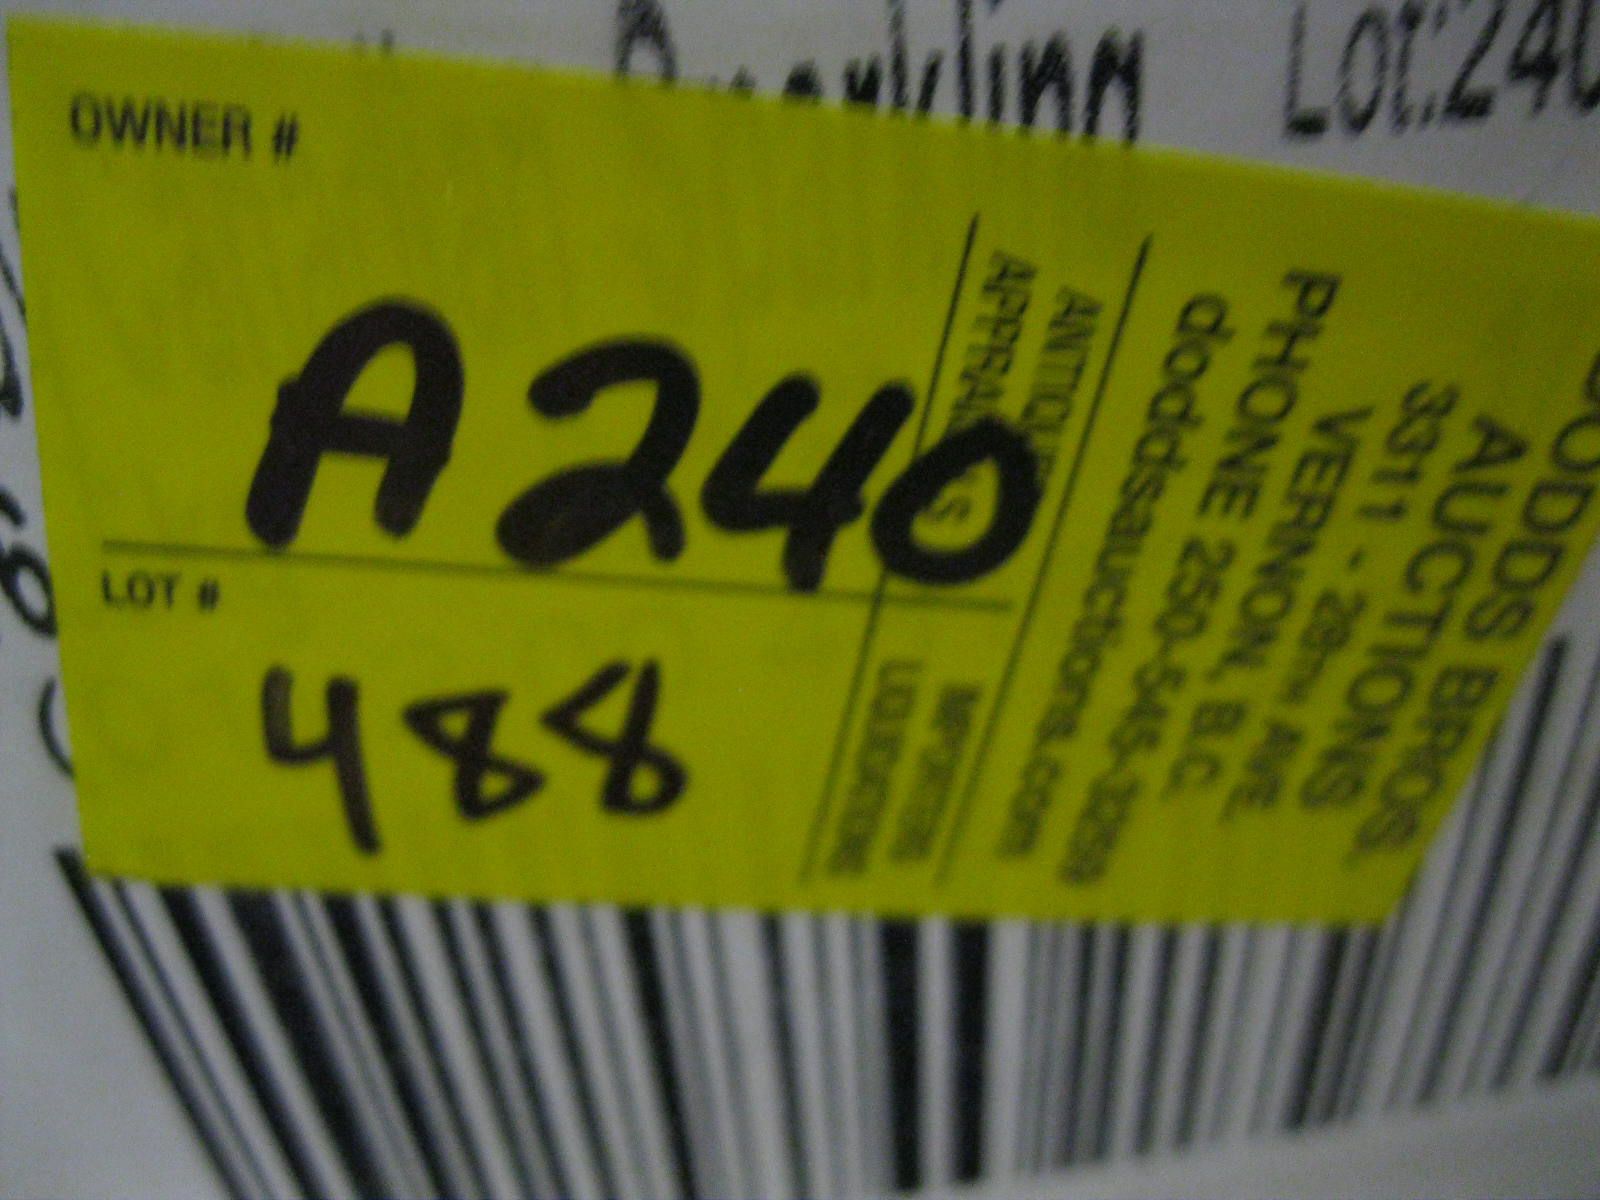 Lot:240
OWNER #
A240
LOT #
488
DODDS BROS.
AUCTIONS
3311 - 28TH AVE
VERNON, B.C.
PHONE 250-545-3259
doddsauctions.com
LIQUIDATORS